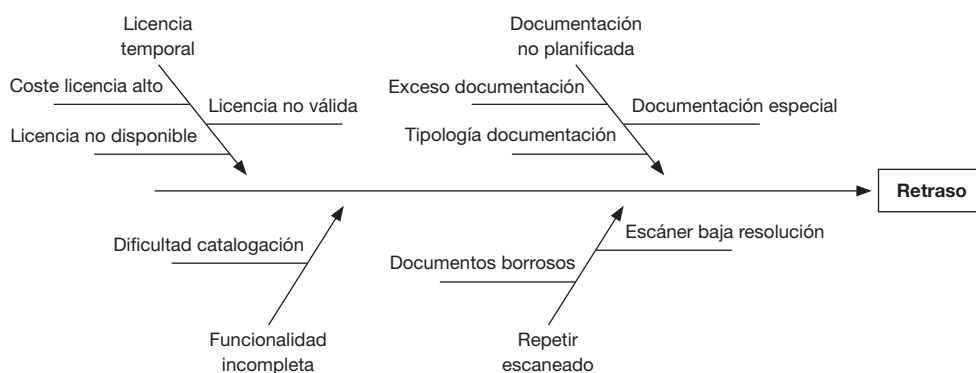 Licencia
temporal
Documentación
no planificada
Coste licencia alto
Licencia no válida
Licencia no disponible
Exceso documentación
Documentación especial
Tipología documentación
Retraso
Dificultad catalogación
Escáner baja resolución
Documentos borrosos
Funcionalidad
incompleta
Repetir
escaneado